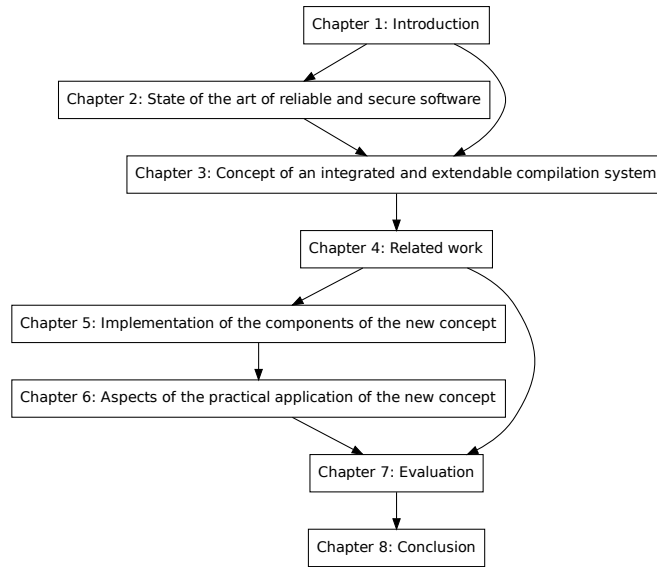 Chapter 1: Introduction
Chapter 2: State of the art of reliable and secure software
Chapter 3: Concept of an integrated and extendable compilation system
Chapter 4: Related work
Chapter 5: Implementation of the components of the new concept
Chapter 6: Aspects of the practical application of the new concept
Chapter 7: Evaluation
Chapter 8: Conclusion